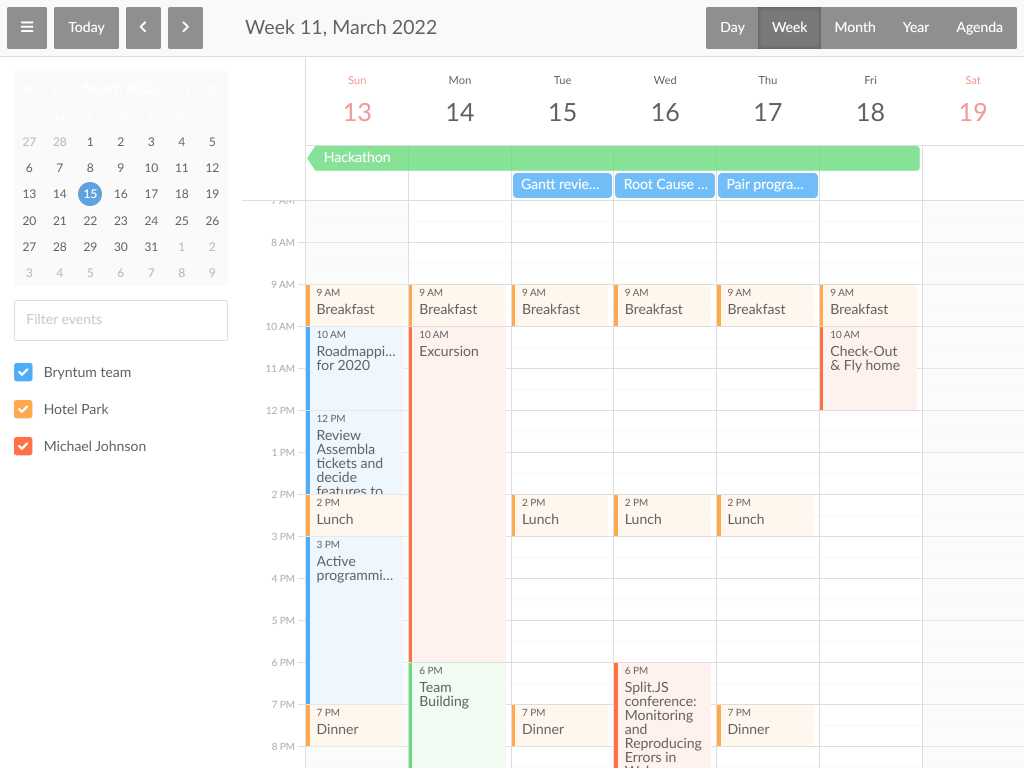 Today
Week 11, March 2022
Day Week Month Year Agenda
March 2022
27 28 1 2 3 4 5
6 7 8 9 10 11 12
13 14 15 16 17 18 19
20 21 22 23 24 25 26
27 28 29 30 31 1 2
3 4 5 6 7 8 9
Filter events
Bryntum team
Hotel Park
Michael Johnson
Sun Mon Tue Wed Thu Fri Sat
13 14 15 16 17 18 19
Hackathon
Gantt revie... Root Cause ... Pair progra...
7 AM
8 AM
9 AM
10 AM
11 AM
12 PM
1 PM
2 PM
3 PM
4 PM
5 PM
6 PM
7 PM
8 PM
9 AM
Breakfast
10 AM
Roadmappi...
for 2020
12 PM
Review
Assembla
tickets and
decide
features to
2 PM
Lunch
3 PM
Active
programmi...
7 PM
Dinner
9 AM
Breakfast
10 AM
Excursion
6 PM
Team
Building
9 AM
Breakfast
2 PM
Lunch
7 PM
Dinner
9 AM
Breakfast
2 PM
Lunch
6 PM
Split.JS
conference:
Monitoring
and
Reproducing
Errors in
9 AM
Breakfast
2 PM
Lunch
7 PM
Dinner
9 AM
Breakfast
10 AM
Check-Out
& Fly home